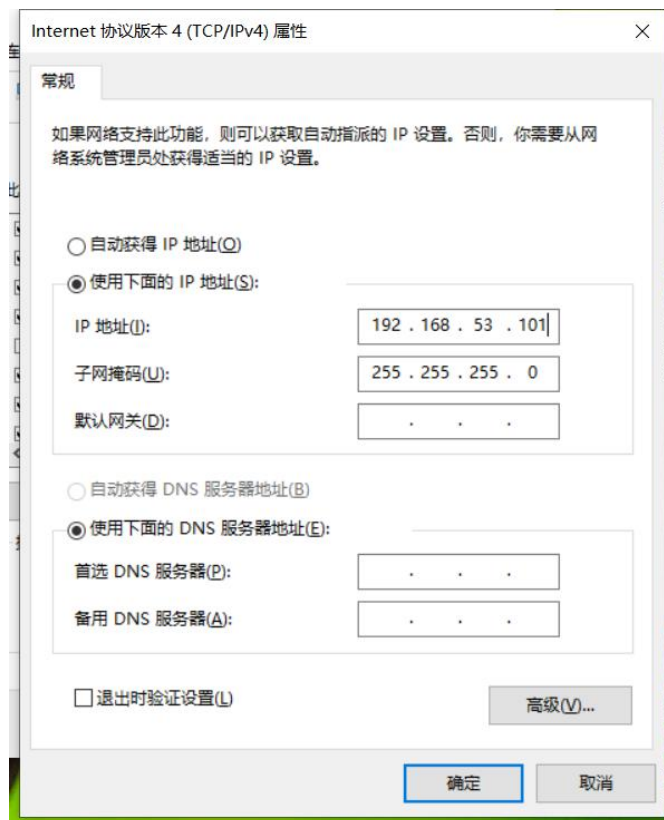 Internet 协议版本 4 (TCP/IPv4) 属性
常规
如果网络支持此功能，则可以获取自动指派的 IP 设置。否则，你需要从网
络系统管理员处获得适当的 IP 设置。
自动获得 IP 地址(O)
使用下面的 IP 地址(S):
IP 地址(I): 192 . 168 . 53 . 101
子网掩码(U): 255 . 255 . 255 . 0
默认网关(D): . . .
自动获得 DNS 服务器地址(B)
使用下面的 DNS 服务器地址(E):
首选 DNS 服务器(P): . . .
备用 DNS 服务器(A): . . .
退出时验证设置(L)
高级(V)...
确定 取消